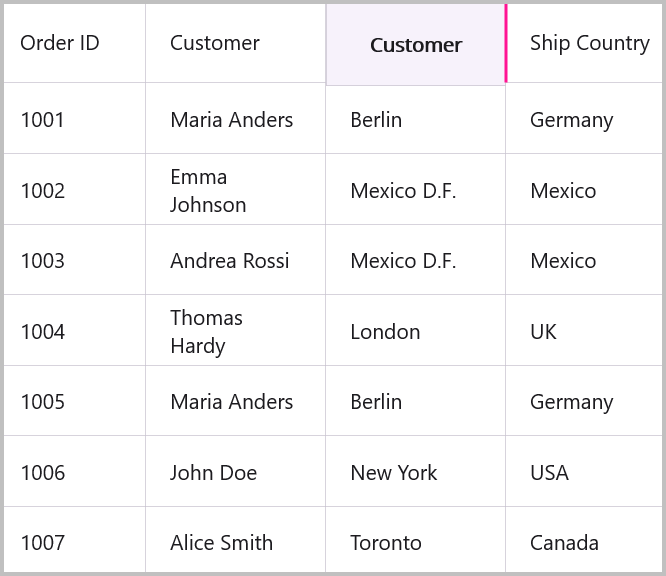 Order ID Customer Customer Ship Country
1001 Maria Anders Berlin Germany
1002 Emma Johnson Mexico D.F. Mexico
1003 Andrea Rossi Mexico D.F. Mexico
1004 Thomas Hardy London UK
1005 Maria Anders Berlin Germany
1006 John Doe New York USA
1007 Alice Smith Toronto Canada